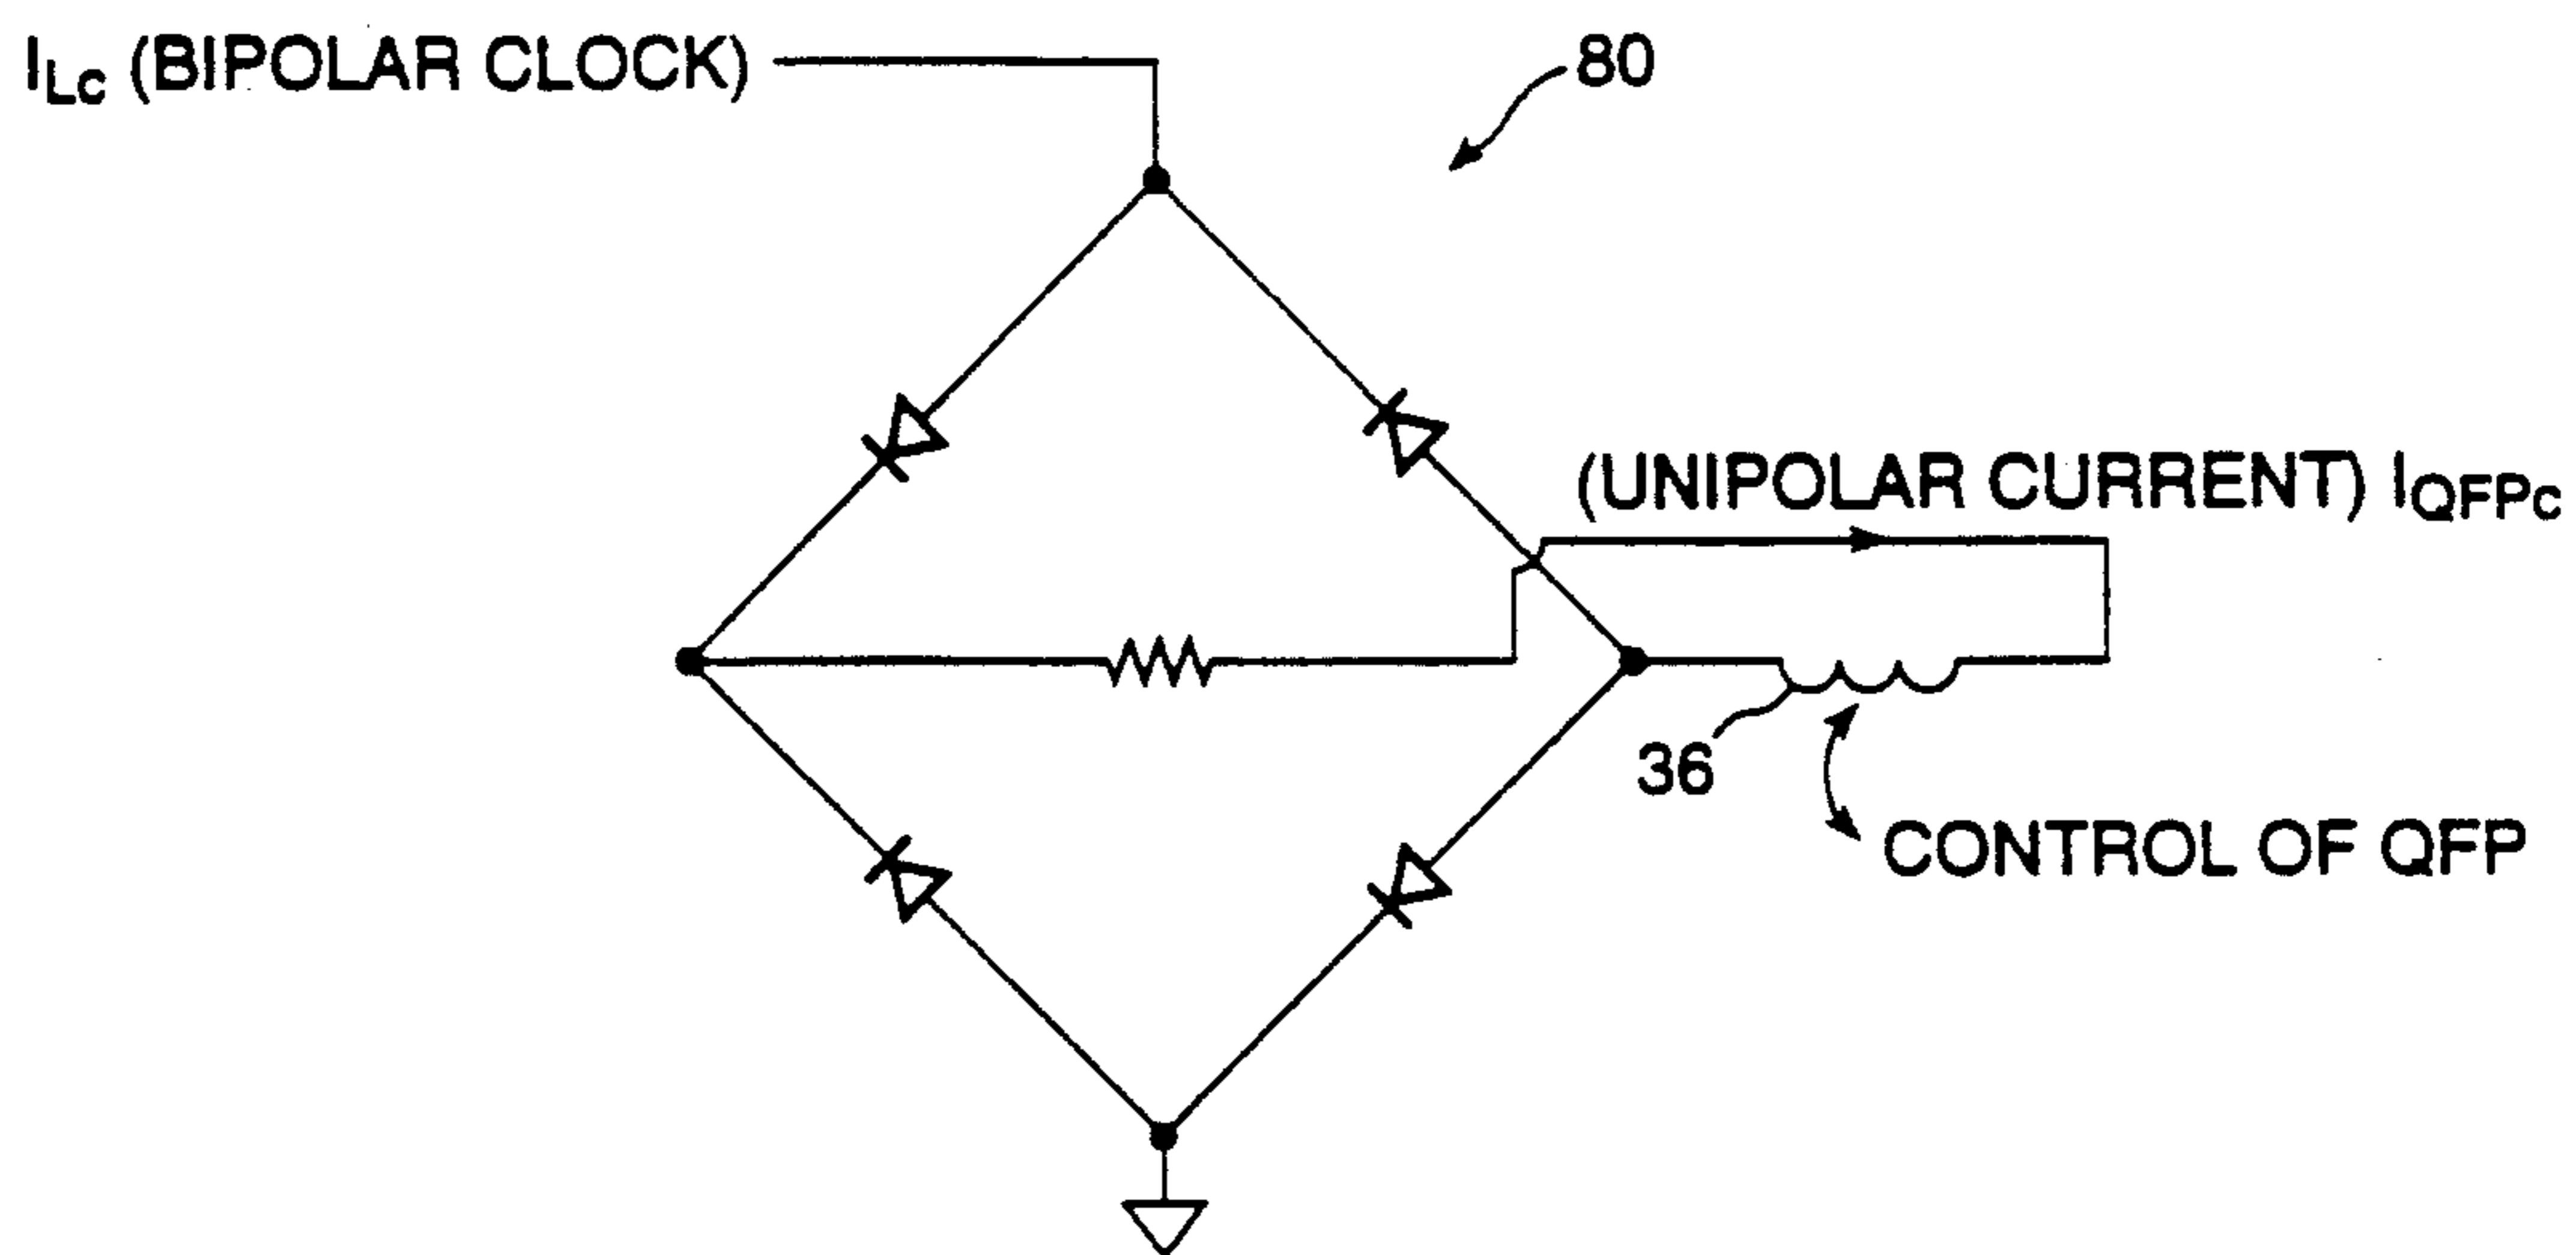 ILc (BIPOLAR CLOCK)
80
(UNIPOLAR CURRENT) IQFPc
36
CONTROL OF QFP